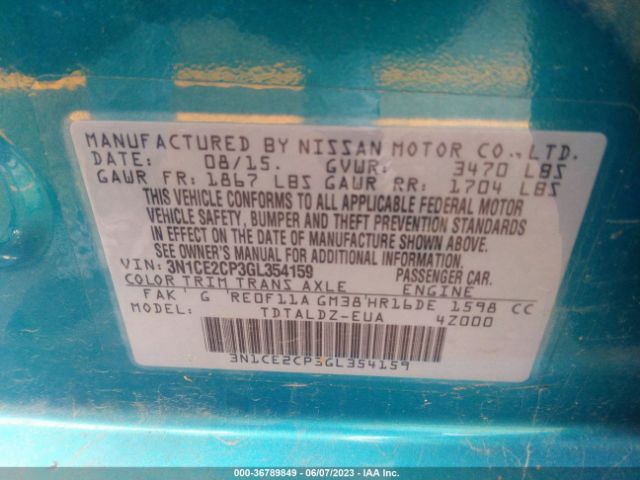 MANUFACTURED BY NISSAN MOTOR CO., LTD.
DATE: 08/15. GVWR: 3470 LBS
GAWR FR: 1867 LBS GAWR RR: 1704 LBS
THIS VEHICLE CONFORMS TO ALL APPLICABLE FEDERAL MOTOR
VEHICLE SAFETY, BUMPER AND THEFT PREVENTION STANDARDS
IN EFFECT ON THE DATE OF MANUFACTURE SHOWN ABOVE.
SEE OWNER'S MANUAL FOR ADDITIONAL INFORMATION.
VIN: 3N1CE2CP3GL354159 PASSENGER CAR.
COLOR TRIM TRANS AXLE ENGINE
FAK' G 'RE0F11A GM38'HR16DE 1598 CC
TDTALDZ-EUA 4Z000
3N1CE2CP3GL354159
000-36789849 | 06/07/2023 | IAA Inc.